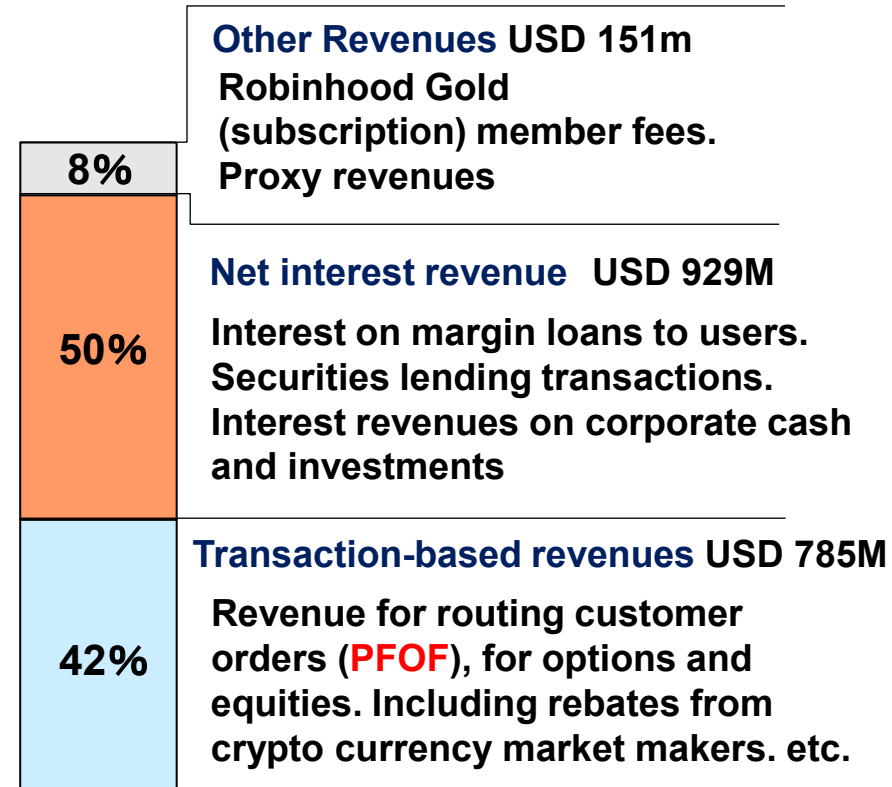 Other Revenues USD 151m
Robinhood Gold
(subscription) member fees.
Proxy revenues
8%
Net interest revenue USD 929M
Interest on margin loans to users.
Securities lending transactions.
Interest revenues on corporate cash
and investments
50%
Transaction-based revenues USD 785M
Revenue for routing customer
orders (PFOF), for options and
equities. Including rebates from
crypto currency market makers. etc.
42%